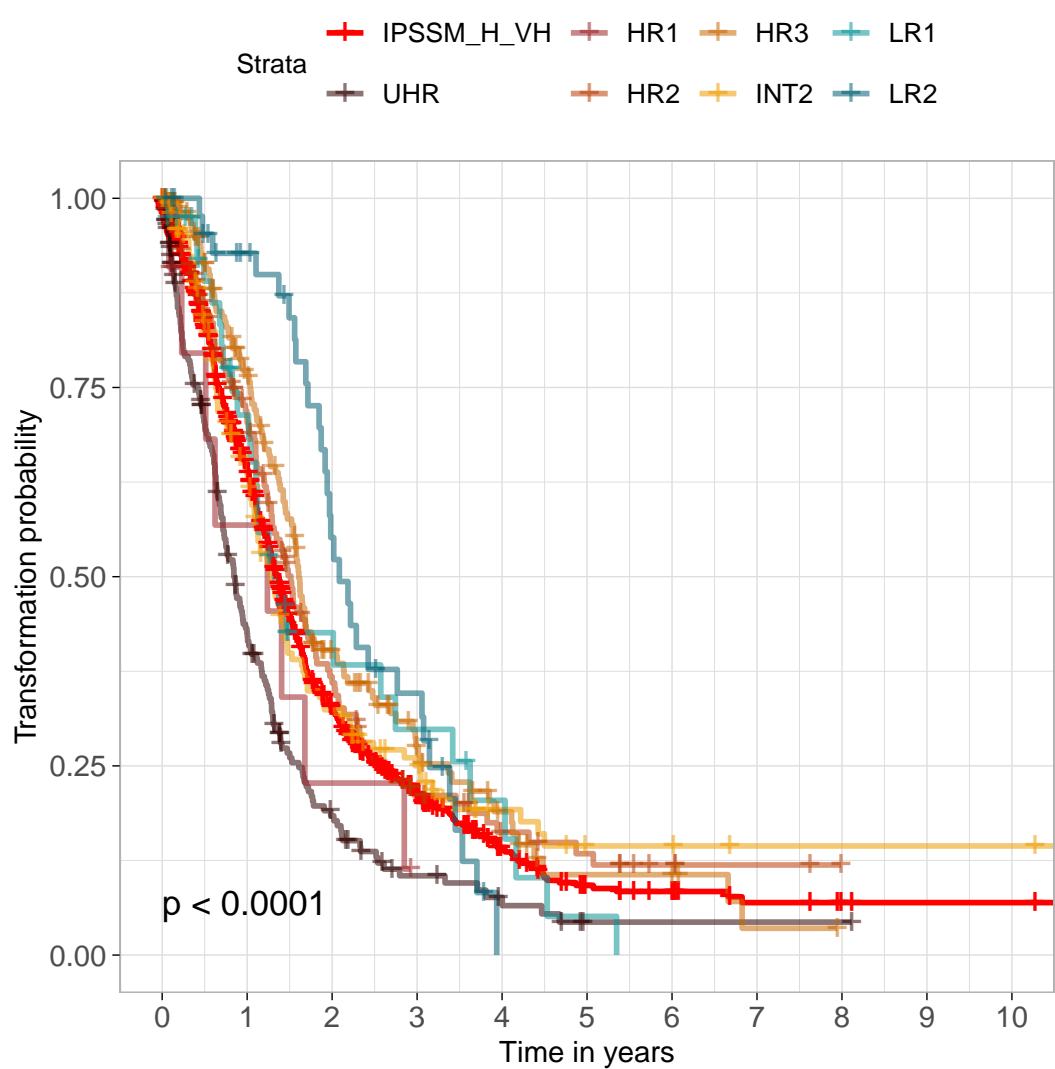 Strata
IPSSM_H_VH HR1 HR3 LR1
UHR HR2 INT2 LR2
Transformation probability
1.00
0.75
0.50
0.25
0.00
p < 0.0001
0 1 2 3 4 5 6 7 8 9 10
Time in years